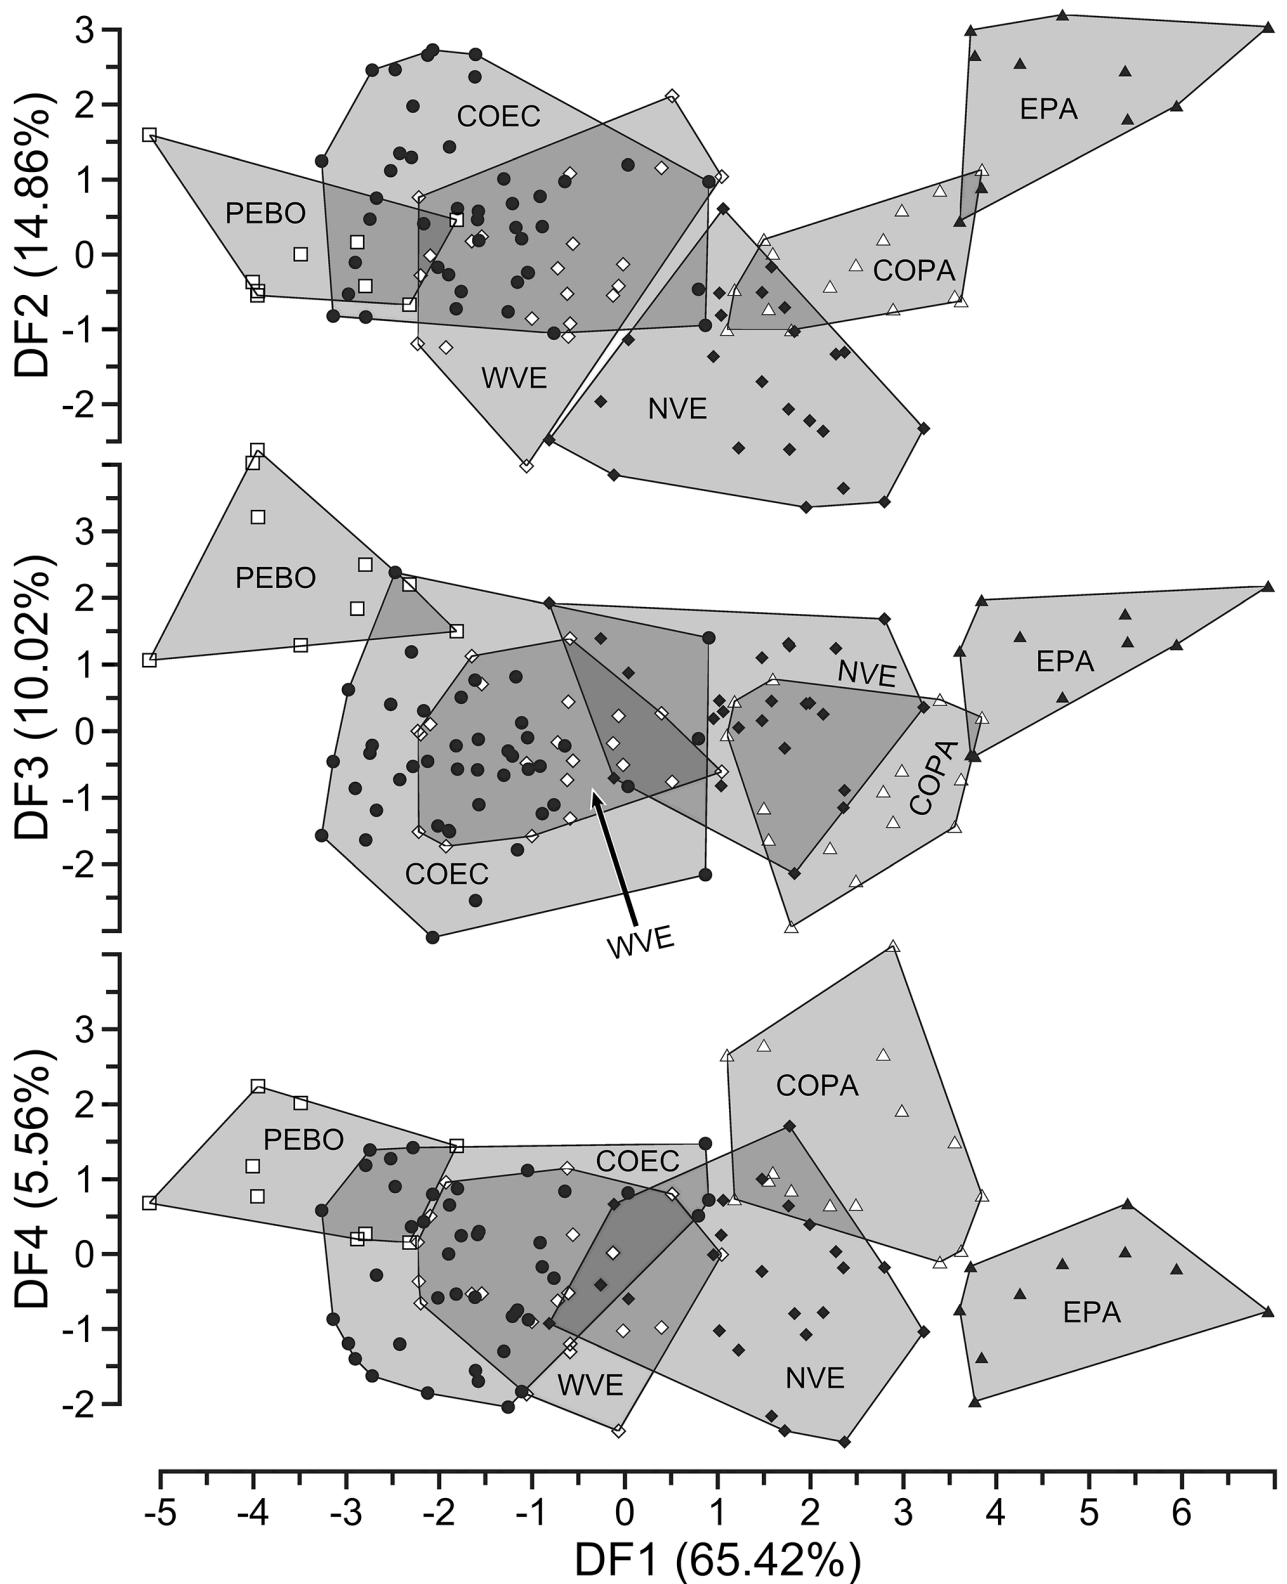 3
2
1
0
-1
-2
DF2 (14.86%)
COEC
EPA
PEBO
COPA
WVE
NVE
3
2
1
0
-1
-2
DF3 (10.02%)
PEBO
NVE
EPA
COPA
COEC
WVE
3
2
1
0
-1
-2
DF4 (5.56%)
COPA
PEBO
COEC
EPA
WVE
NVE
-5 -4 -3 -2 -1 0 1 2 3 4 5 6
DF1 (65.42%)